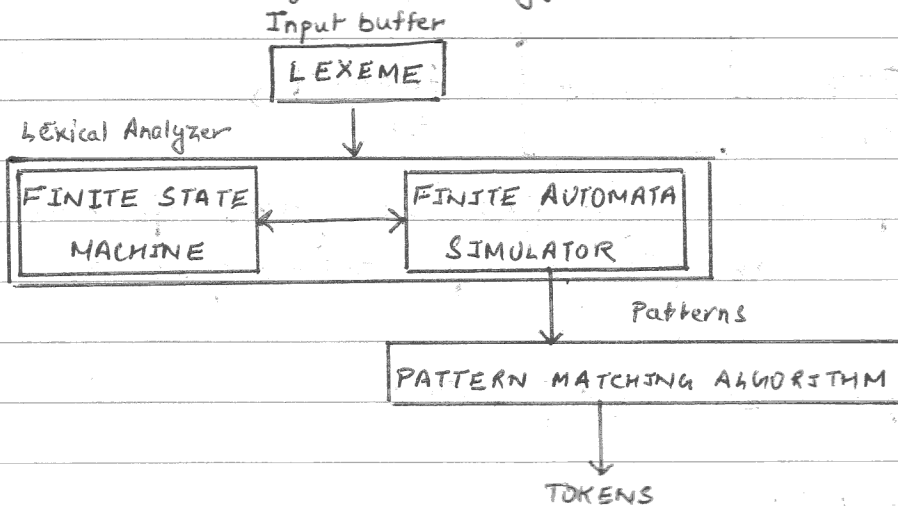 Input buffer
LEXEME
Lexical Analyzer
FINITE STATE
MACHINE
FINITE AUTOMATA
SIMULATOR
Patterns
PATTERN MATCHING ALGORITHM
TOKENS